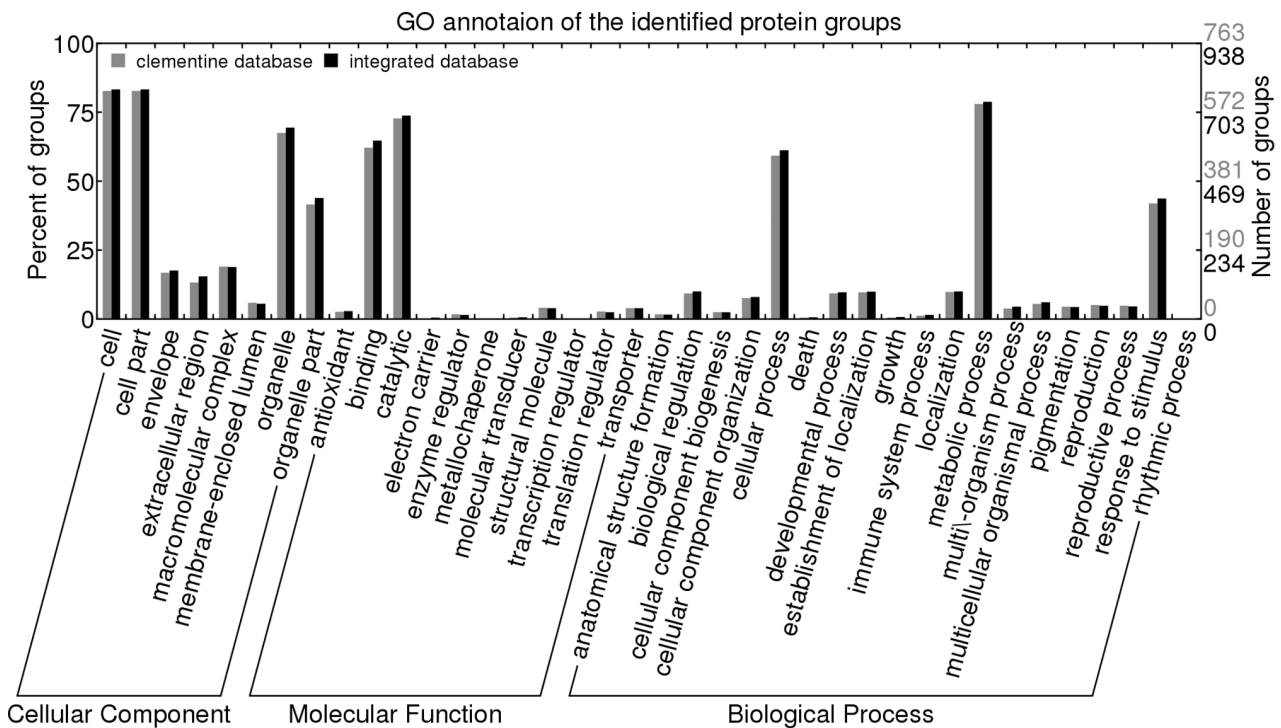 GO annotaion of the identified protein groups
clementine database integrated database
Percent of groups
100
75
50
25
0
763
938
572
703
381
469
190
234
0
0
Number of groups
cell
cell part
envelope
extracellular region
macromolecular complex
membrane-enclosed lumen
organelle
organelle part
antioxidant
binding
catalytic
electron carrier
enzyme regulator
metallochaperone
molecular transducer
structural molecule
transcription regulator
translation regulator
transporter
anatomical structure formation
biological regulation
cellular component biogenesis
cellular component organization
cellular process
death
developmental process
establishment of localization
growth
immune system process
localization
metabolic process
multi\-organism process
multicellular organismal process
pigmentation
reproduction
reproductive process
response to stimulus
rhythmic process
Cellular Component
Molecular Function
Biological Process